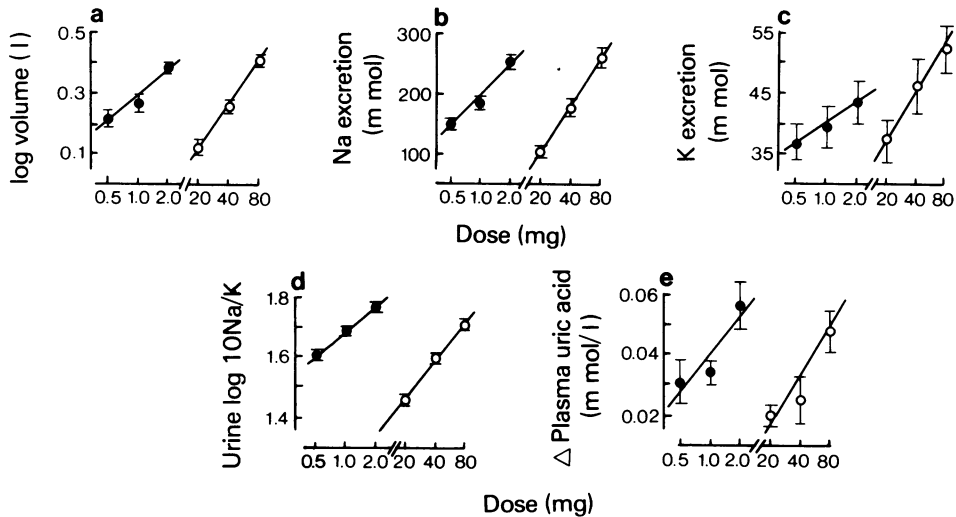 a
log volume (l)
0.5
0.3
0.1
0.5 1.0 2.0 20 40 80
b
Na excretion
(m mol)
300
200
100
0.5 1.0 2.0 20 40 80
c
K excretion
(m mol)
55
45
35
0.5 1.0 2.0 20 40 80
Dose (mg)
d
Urine log 10Na/K
1.8
1.6
1.4
0.5 1.0 2.0 20 40 80
e
△ Plasma uric acid
(m mol/l)
0.06
0.04
0.02
0.5 1.0 2.0 20 40 80
Dose (mg)